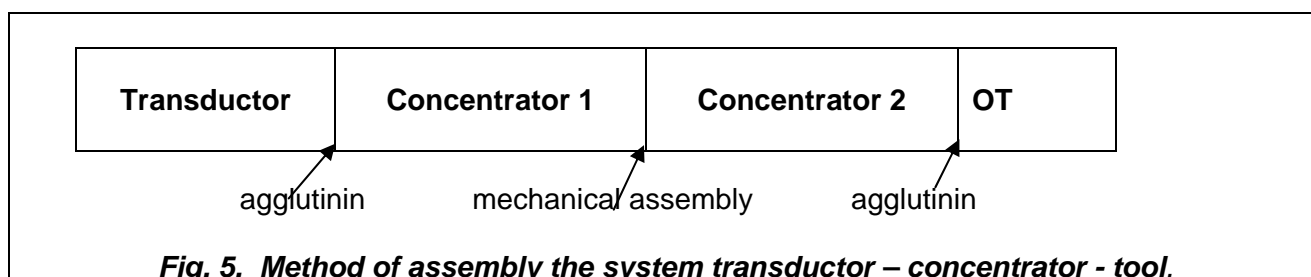 Transductor Concentrator 1 Concentrator 2 OT
agglutinin mechanical assembly agglutinin
Fig. 5. Method of assembly the system transductor – concentrator - tool.